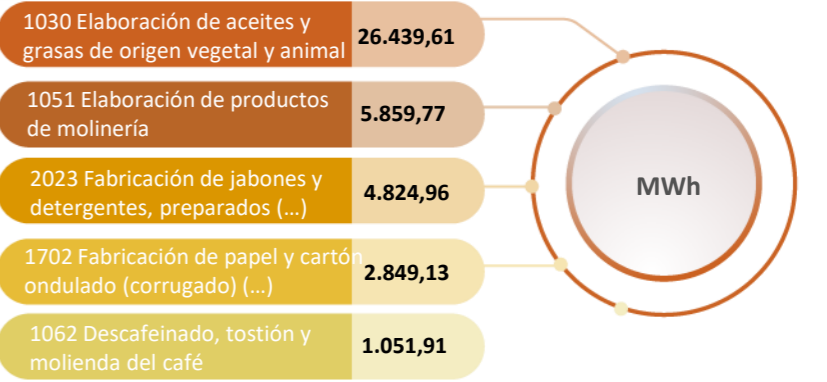 1030 Elaboración de aceites y
grasas de origen vegetal y animal
26.439,61
1051 Elaboración de productos
de molinería
5.859,77
2023 Fabricación de jabones y
detergentes, preparados (...)
4.824,96
1702 Fabricación de papel y cartón
ondulado (corrugado) (...)
2.849,13
1062 Descafeinado, tostión y
molienda del café
1.051,91
MWh